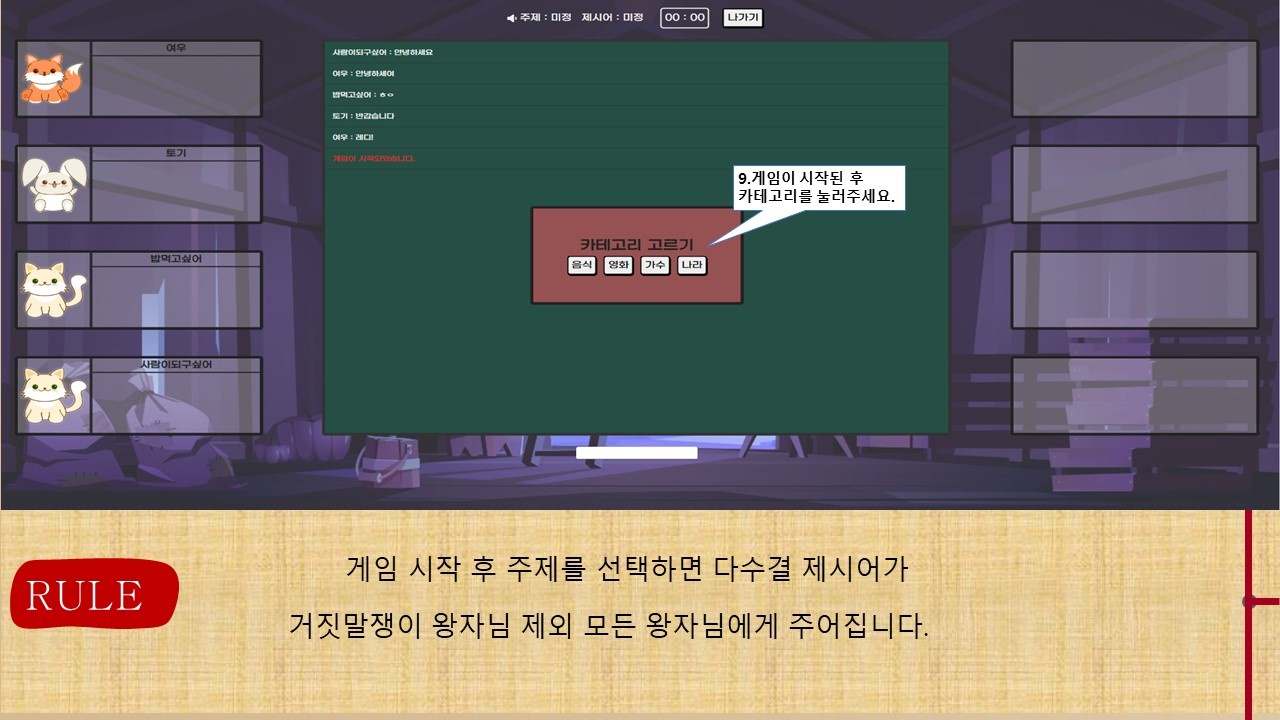 주제 : 미정 제시어 : 미정 00 : 00 나가기
여우
토기
밥먹고싶어
사람이되구싶어
사람이되구싶어 : 안녕하세요
여우 : 안녕하세여
밥먹고싶어 : ㅎㅇ
토기 : 반갑습니다
여우 : 레디!
게임이 시작되었습니다.
9.게임이 시작된 후
카테고리를 눌러주세요.
카테고리 고르기
음식 영화 가수 나라
RULE
게임 시작 후 주제를 선택하면 다수결 제시어가
거짓말쟁이 왕자님 제외 모든 왕자님에게 주어집니다.